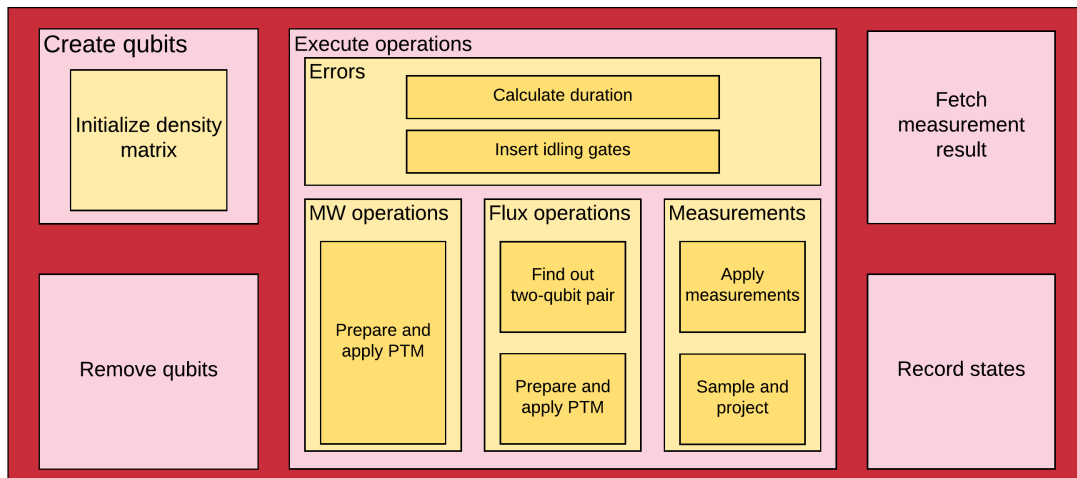 Create qubits
Initialize density
matrix
Remove qubits
Execute operations
Errors
Calculate duration
Insert idling gates
MW operations
Prepare and
apply PTM
Flux operations
Find out
two-qubit pair
Prepare and
apply PTM
Measurements
Apply
measurements
Sample and
project
Fetch
measurement
result
Record states